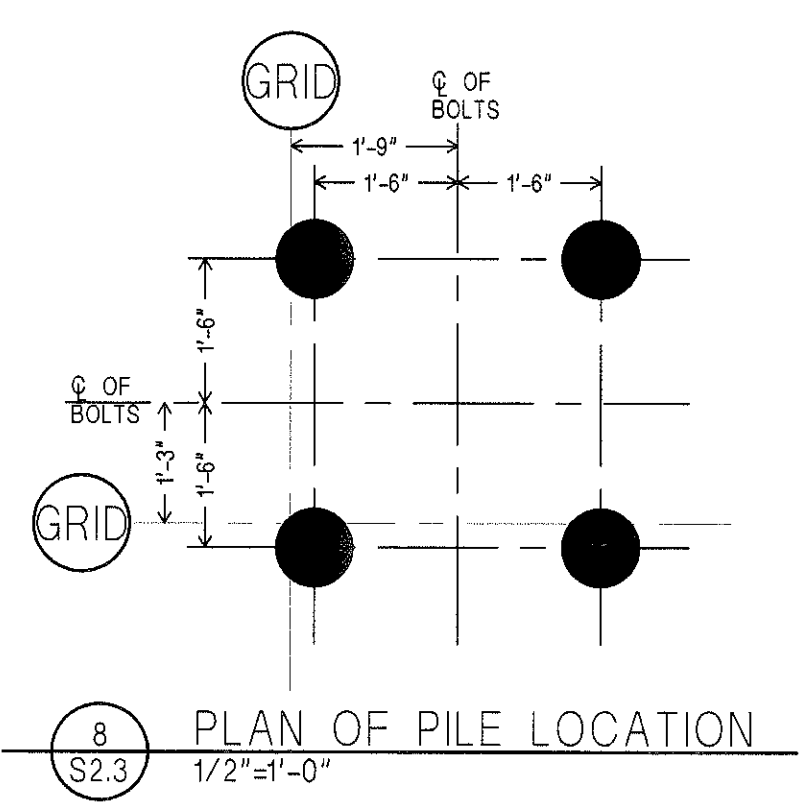 GRID
℄ OF
BOLTS
1'-9"
1'-6"
1'-6"
1'-6"
℄ OF
BOLTS
1'-3"
1'-6"
GRID
8
S2.3
PLAN OF PILE LOCATION
1/2"=1'-0"